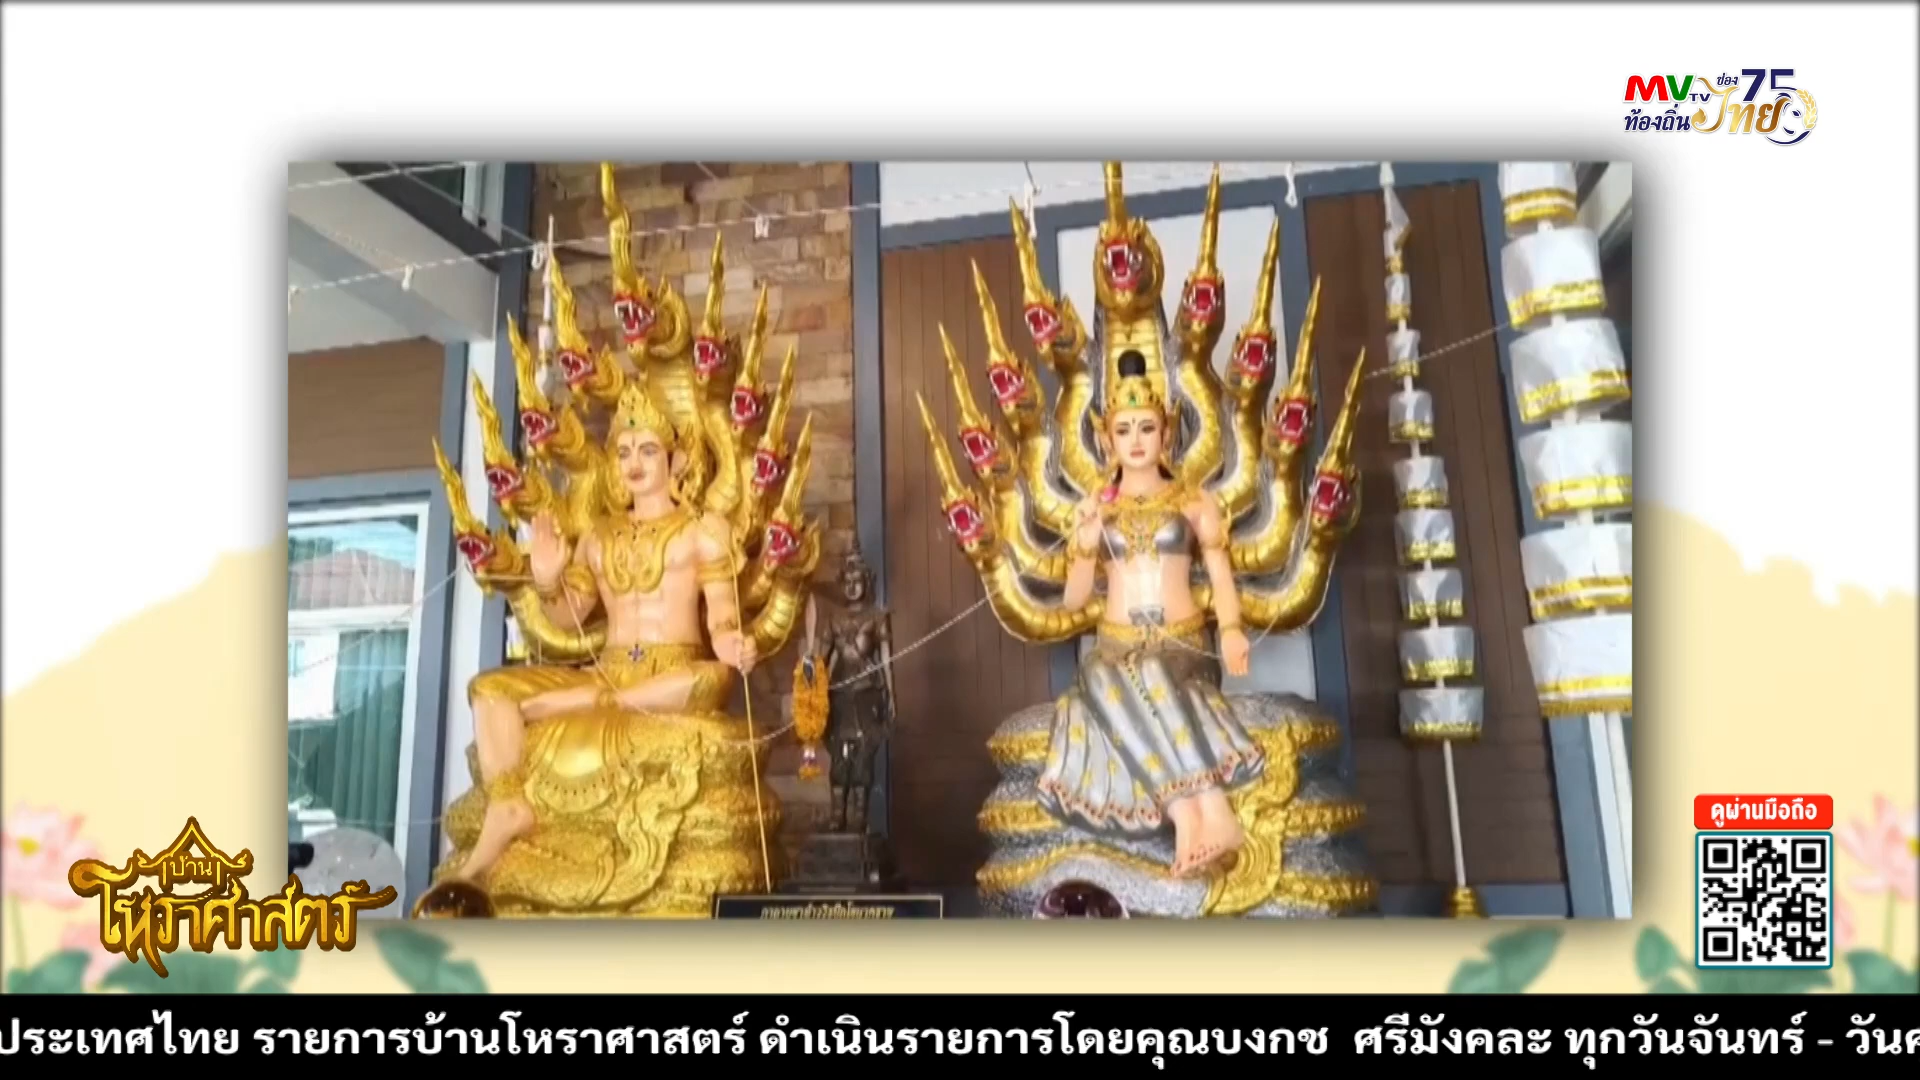 MVTV ช่อง 75
ท้องถิ่นไทย
ดูผ่านมือถือ
บ้าน
โหราศาสตร์
ประเทศไทย รายการบ้านโหราศาสตร์ ดำเนินรายการโดยคุณบงกช ศรีมังคละ ทุกวันจันทร์ - วัน